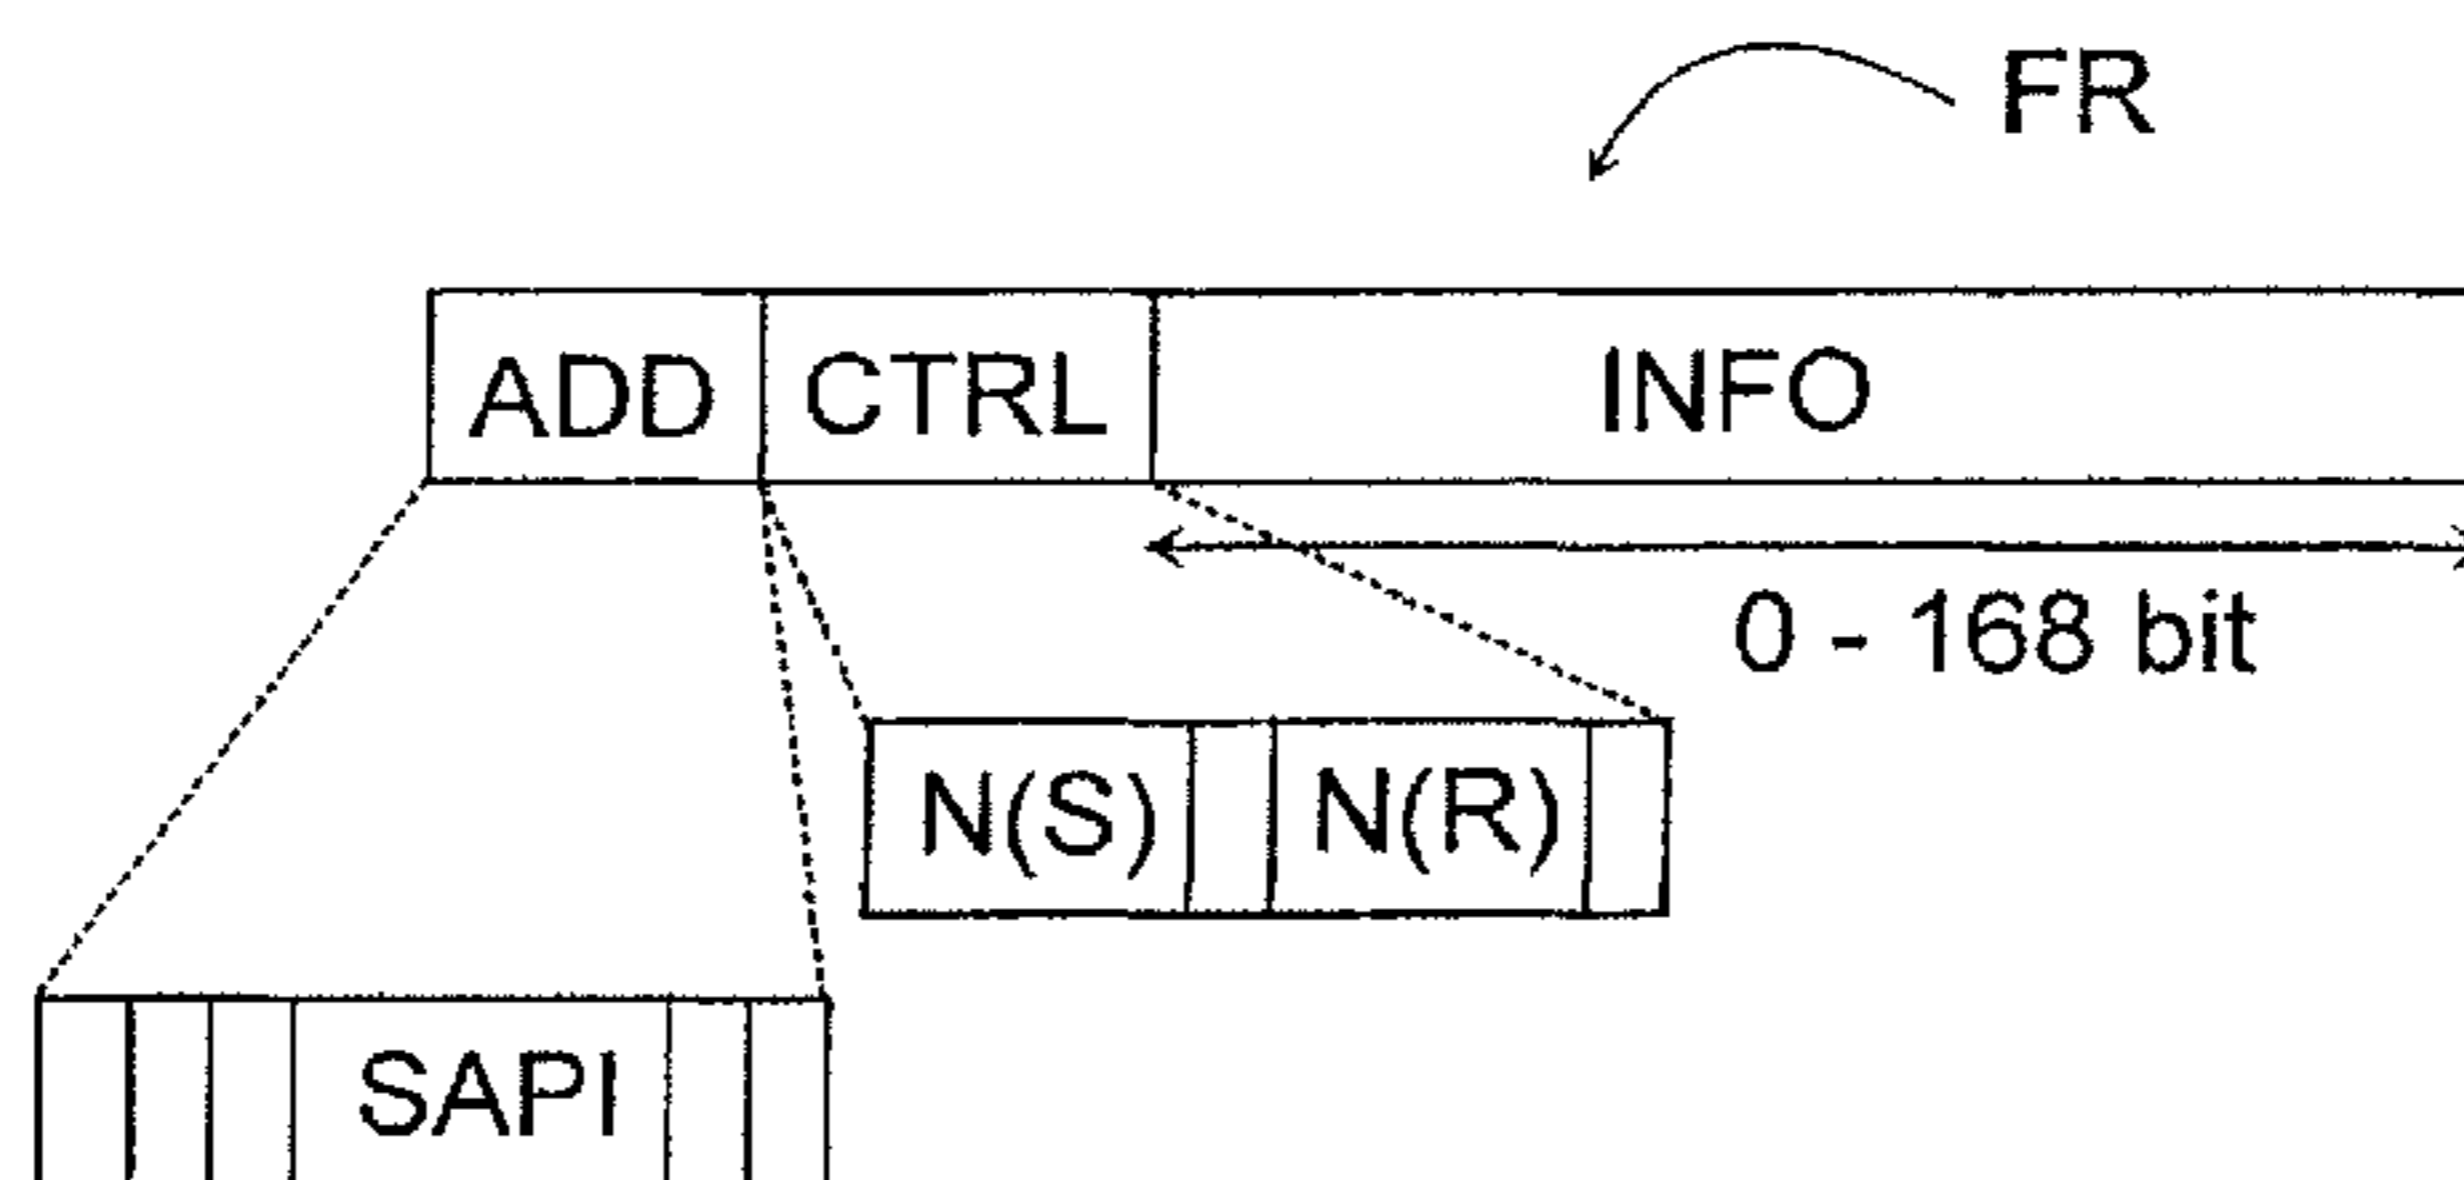 FR
ADD CTRL INFO
0 - 168 bit
N(S) N(R)
SAPI